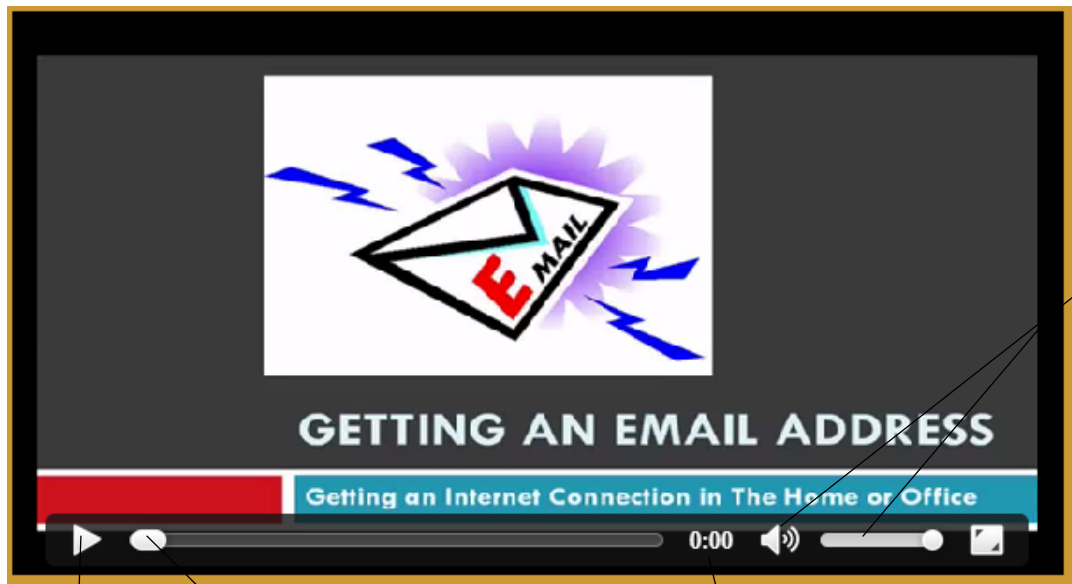 E MAIL
GETTING AN EMAIL ADDRESS
Getting an Internet Connection in The Home or Office
0:00